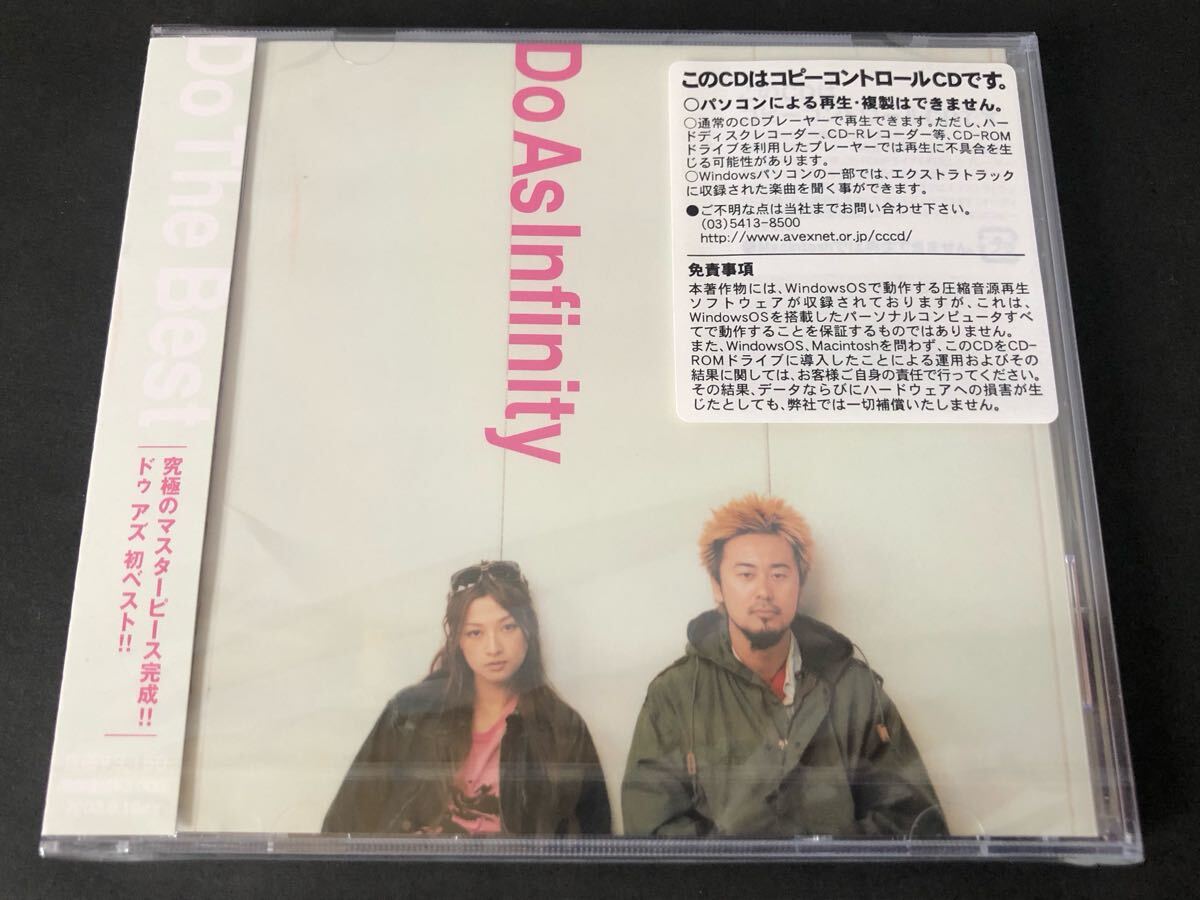 Do The Best
究極のマスターピース完成!!
ドゥ アズ 初ベスト!!
Do As Infinity
このCDはコピーコントロールCDです。
○パソコンによる再生・複製はできません。
○通常のCDプレーヤーで再生できます。ただし、ハー
ドディスクレコーダー、CD-Rレコーダー等、CD-ROM
ドライブを利用したプレーヤーでは再生に不具合を生
じる可能性があります。
○Windowsパソコンの一部では、エクストラトラック
に収録された楽曲を聞く事ができます。
●ご不明な点は当社までお問い合わせ下さい。
(03)5413-8500
http://www.avexnet.or.jp/cccd/
免責事項
本著作物には、WindowsOSで動作する圧縮音源再生
ソフトウェアが収録されておりますが、これは、
WindowsOSを搭載したパーソナルコンピュータすべ
てで動作することを保証するものではありません。
また、WindowsOS、Macintoshを問わず、このCDをCD-
ROMドライブに導入したことによる運用およびその
結果に関しては、お客様ご自身の責任で行ってください。
その結果、データならびにハードウェアへの損害が生
じたとしても、弊社では一切補償いたしません。